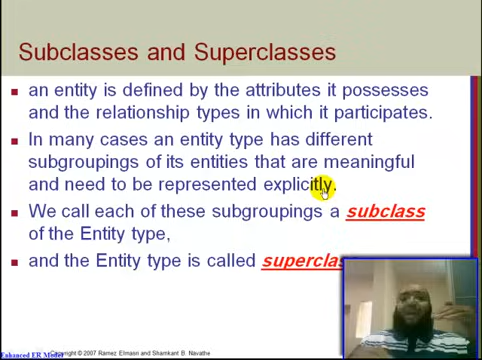 Subclasses and Superclasses
an entity is defined by the attributes it possesses
and the relationship types in which it participates.
In many cases an entity type has different
subgroupings of its entities that are meaningful
and need to be represented explicitly.
We call each of these subgroupings a subclass
of the Entity type,
and the Entity type is called
Enhanced ER Model
Copyright © 2007 Ramez Elmasri and Shamkant B. Navathe